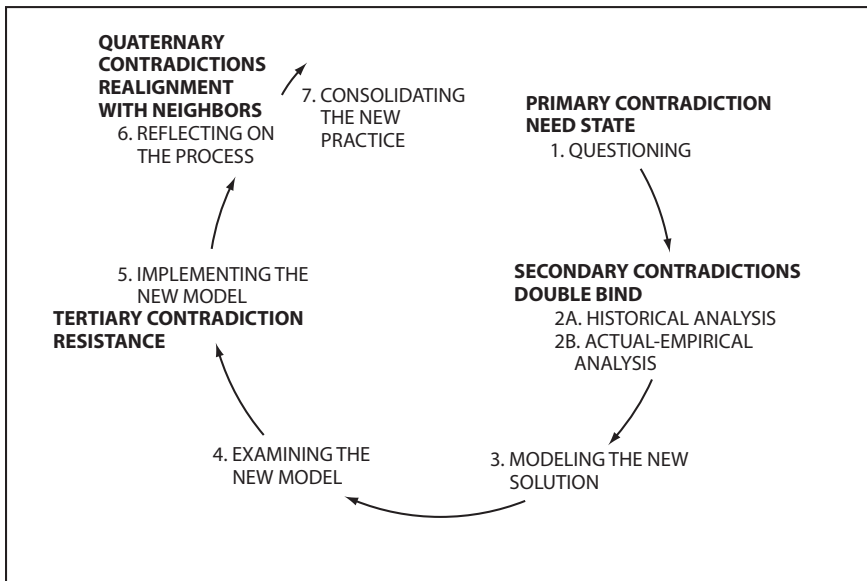 PRIMARY CONTRADICTION
NEED STATE
1. QUESTIONING
SECONDARY CONTRADICTIONS
DOUBLE BIND
2A. HISTORICAL ANALYSIS
2B. ACTUAL-EMPIRICAL
ANALYSIS
3. MODELING THE NEW
SOLUTION
4. EXAMINING THE
NEW MODEL
5. IMPLEMENTING THE
NEW MODEL
TERTIARY CONTRADICTION
RESISTANCE
QUATERNARY
CONTRADICTIONS
REALIGNMENT
WITH NEIGHBORS
6. REFLECTING ON
THE PROCESS
7. CONSOLIDATING
THE NEW
PRACTICE